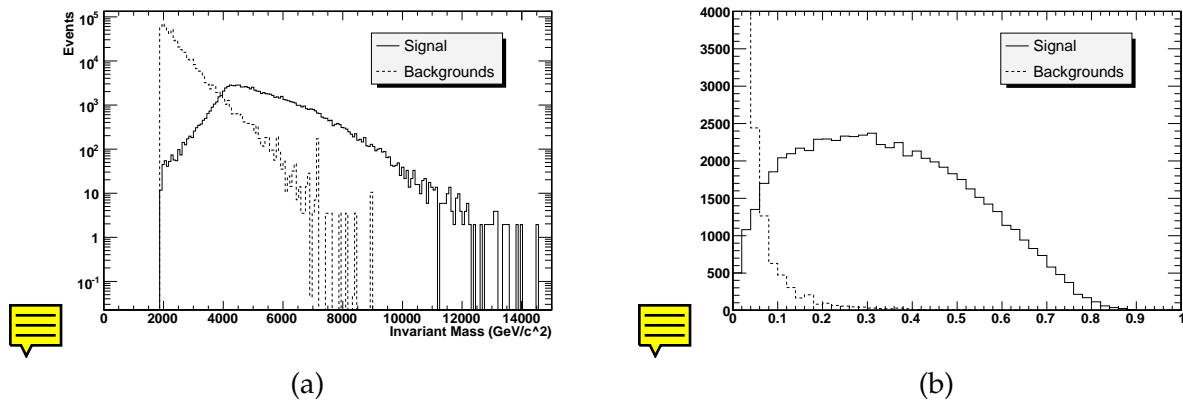 Events
10^5
10^4
10^3
10^2
10
1
10^-1
Signal
Backgrounds
0 2000 4000 6000 8000 10000 12000 14000
Invariant Mass (GeV/c^2)
(a)
4000
3500
3000
2500
2000
1500
1000
500
0
Signal
Backgrounds
0 0.1 0.2 0.3 0.4 0.5 0.6 0.7 0.8 0.9 1
(b)